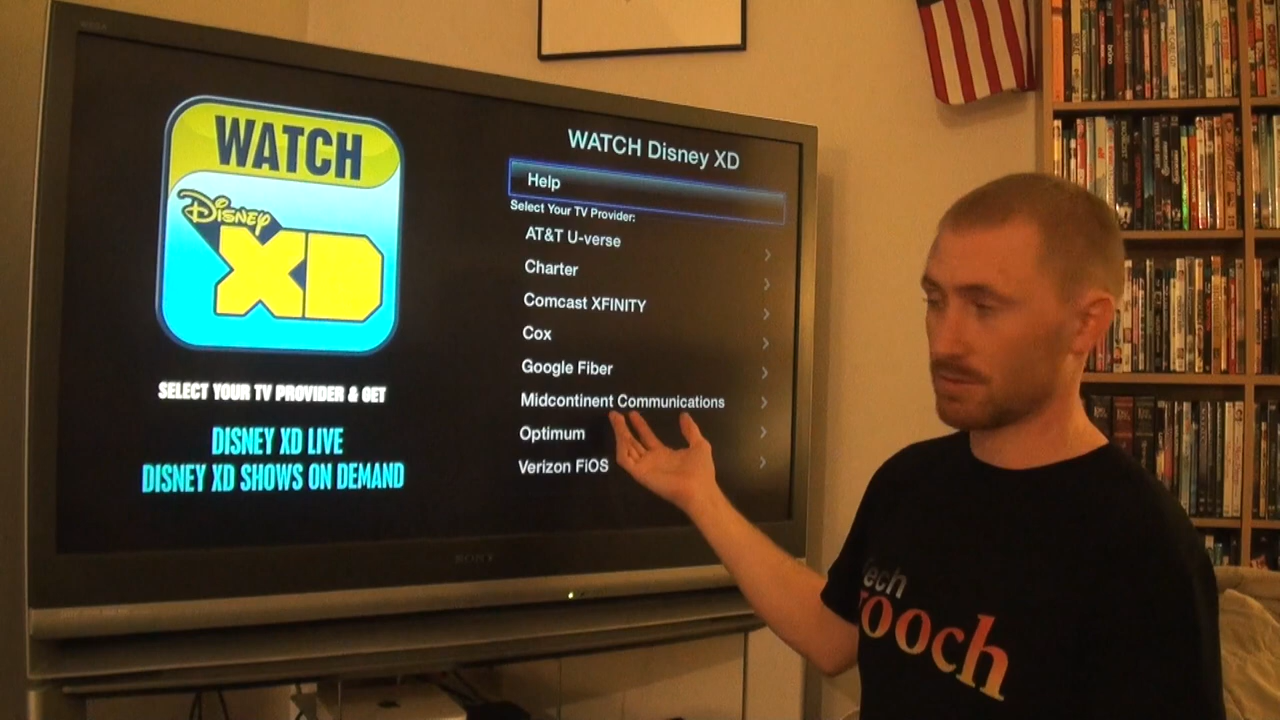 WATCH
Disney
XD
SELECT YOUR TV PROVIDER & GET
DISNEY XD LIVE
DISNEY XD SHOWS ON DEMAND
WATCH Disney XD
Help
Select Your TV Provider:
AT&T U-verse
Charter
Comcast XFINITY
Cox
Google Fiber
Midcontinent Communications
Optimum
Verizon FiOS
SONY